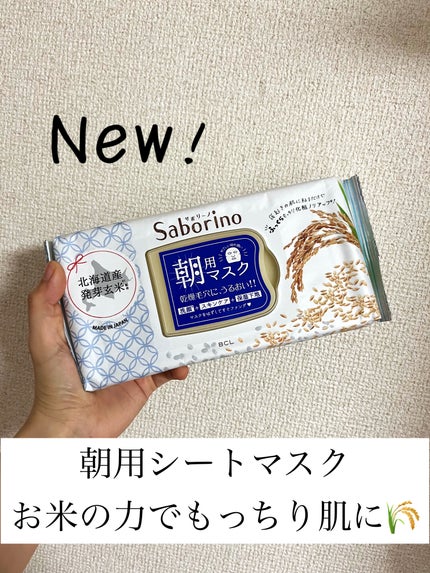 New!
サボリーノ
Saborino
朝用
マスク
乾燥毛穴に、うるおい!!
洗顔+スキンケア+保湿下地
北海道産
発芽玄米
MADE IN JAPAN
BCL
朝用シートマスク
お米の力でもっちり肌に🌾